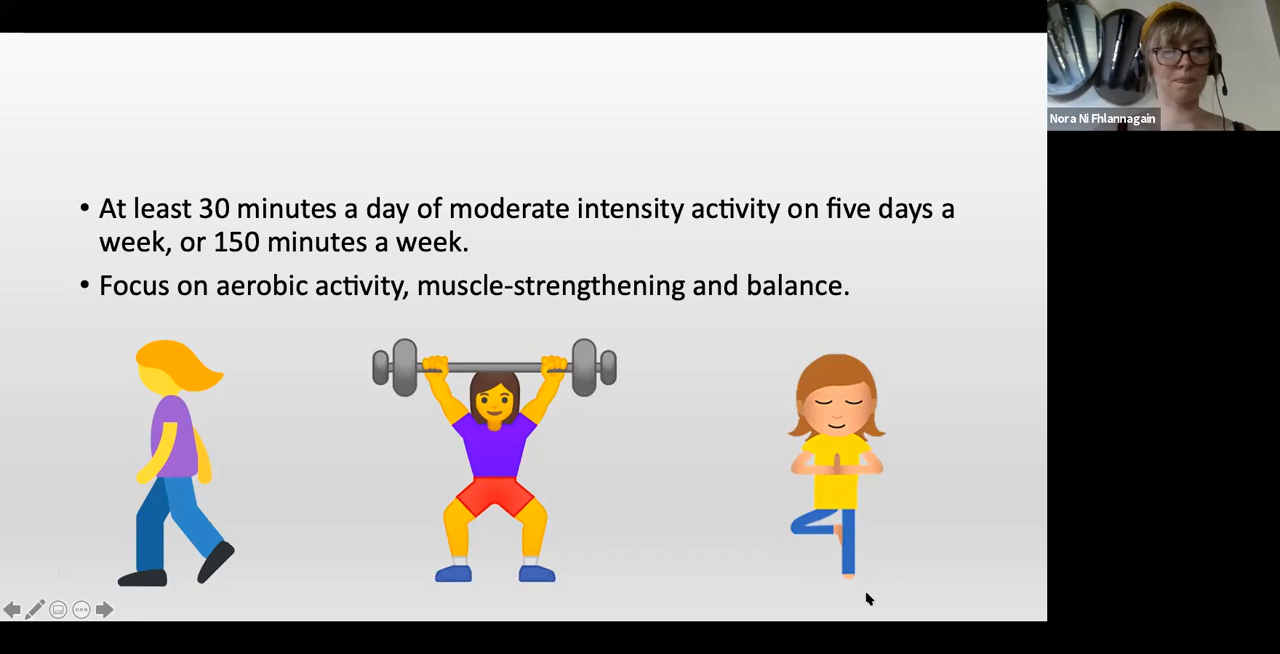 Nora Ni Fhlannagain
• At least 30 minutes a day of moderate intensity activity on five days a
week, or 150 minutes a week.
• Focus on aerobic activity, muscle-strengthening and balance.